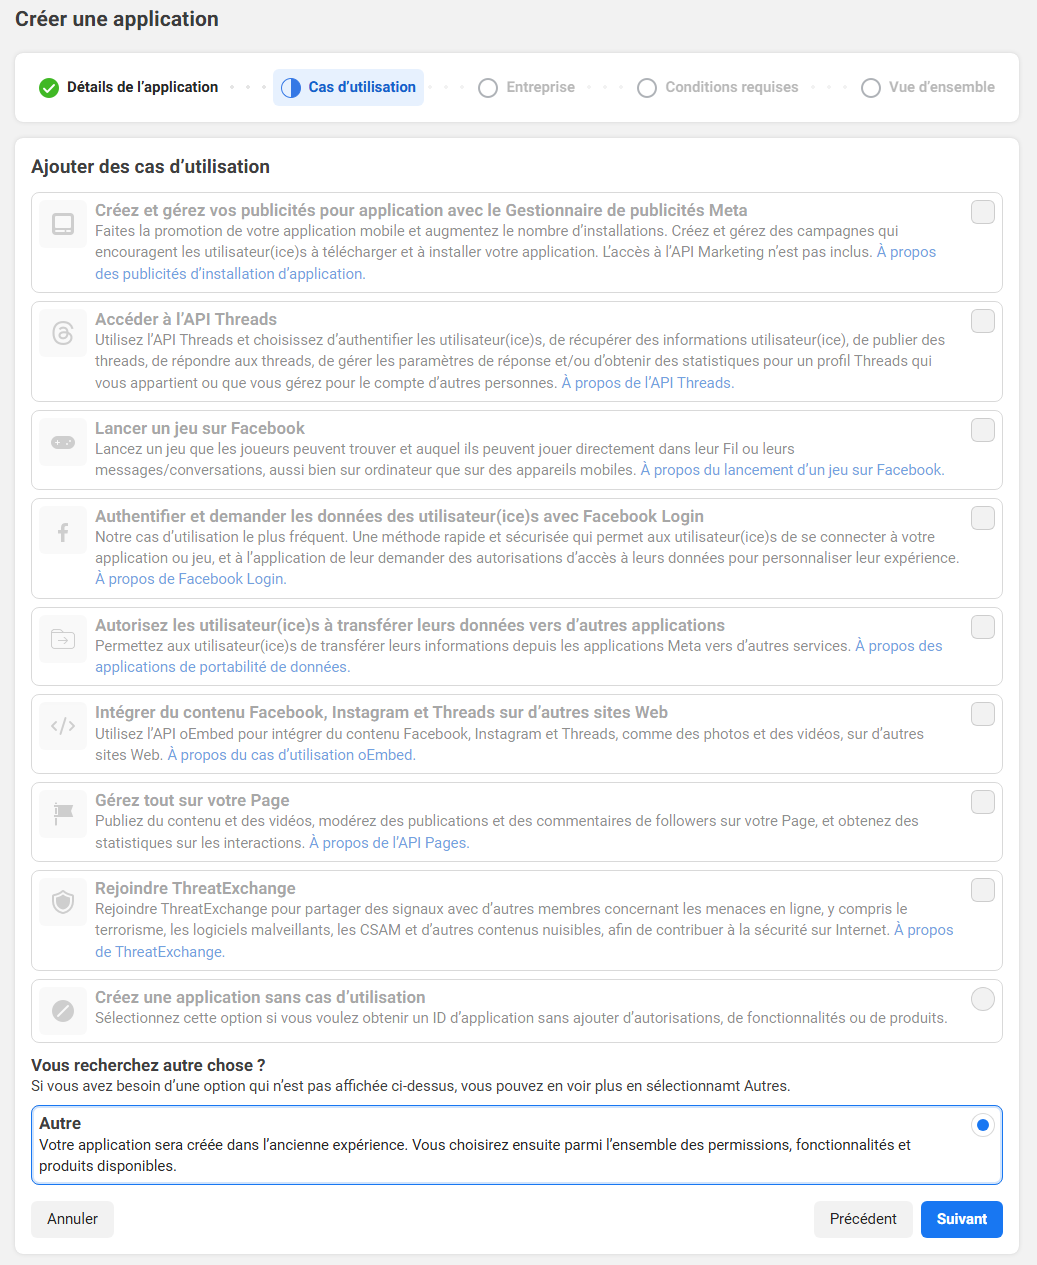 Créer une application
Détails de l’application
Cas d’utilisation
Entreprise
Conditions requises
Vue d’ensemble
Ajouter des cas d’utilisation
Créez et gérez vos publicités pour application avec le Gestionnaire de publicités Meta
Faites la promotion de votre application mobile et augmentez le nombre d’installations. Créez et gérez des campagnes qui
encouragent les utilisateur(ice)s à télécharger et à installer votre application. L’accès à l’API Marketing n’est pas inclus. À propos
des publicités d’installation d’application.
Accéder à l’API Threads
Utilisez l’API Threads et choisissez d’authentifier les utilisateur(ice)s, de récupérer des informations utilisateur(ice), de publier des
threads, de répondre aux threads, de gérer les paramètres de réponse et/ou d’obtenir des statistiques pour un profil Threads qui
vous appartient ou que vous gérez pour le compte d’autres personnes. À propos de l’API Threads.
Lancer un jeu sur Facebook
Lancez un jeu que les joueurs peuvent trouver et auquel ils peuvent jouer directement dans leur Fil ou leurs
messages/conversations, aussi bien sur ordinateur que sur des appareils mobiles. À propos du lancement d’un jeu sur Facebook.
Authentifier et demander les données des utilisateur(ice)s avec Facebook Login
Notre cas d’utilisation le plus fréquent. Une méthode rapide et sécurisée qui permet aux utilisateur(ice)s de se connecter à votre
application ou jeu, et à l’application de leur demander des autorisations d’accès à leurs données pour personnaliser leur expérience.
À propos de Facebook Login.
Autorisez les utilisateur(ice)s à transférer leurs données vers d’autres applications
Permettez aux utilisateur(ice)s de transférer leurs informations depuis les applications Meta vers d’autres services. À propos des
applications de portabilité de données.
Intégrer du contenu Facebook, Instagram et Threads sur d’autres sites Web
Utilisez l’API oEmbed pour intégrer du contenu Facebook, Instagram et Threads, comme des photos et des vidéos, sur d’autres
sites Web. À propos du cas d’utilisation oEmbed.
Gérez tout sur votre Page
Publiez du contenu et des vidéos, modérez des publications et des commentaires de followers sur votre Page, et obtenez des
statistiques sur les interactions. À propos de l’API Pages.
Rejoindre ThreatExchange
Rejoindre ThreatExchange pour partager des signaux avec d’autres membres concernant les menaces en ligne, y compris le
terrorisme, les logiciels malveillants, les CSAM et d’autres contenus nuisibles, afin de contribuer à la sécurité sur Internet. À propos
de ThreatExchange.
Créez une application sans cas d’utilisation
Sélectionnez cette option si vous voulez obtenir un ID d’application sans ajouter d’autorisations, de fonctionnalités ou de produits.
Vous recherchez autre chose ?
Si vous avez besoin d’une option qui n’est pas affichée ci-dessus, vous pouvez en voir plus en sélectionnamt Autres.
Autre
Votre application sera créée dans l’ancienne expérience. Vous choisirez ensuite parmi l’ensemble des permissions, fonctionnalités et
produits disponibles.
Annuler
Précédent
Suivant